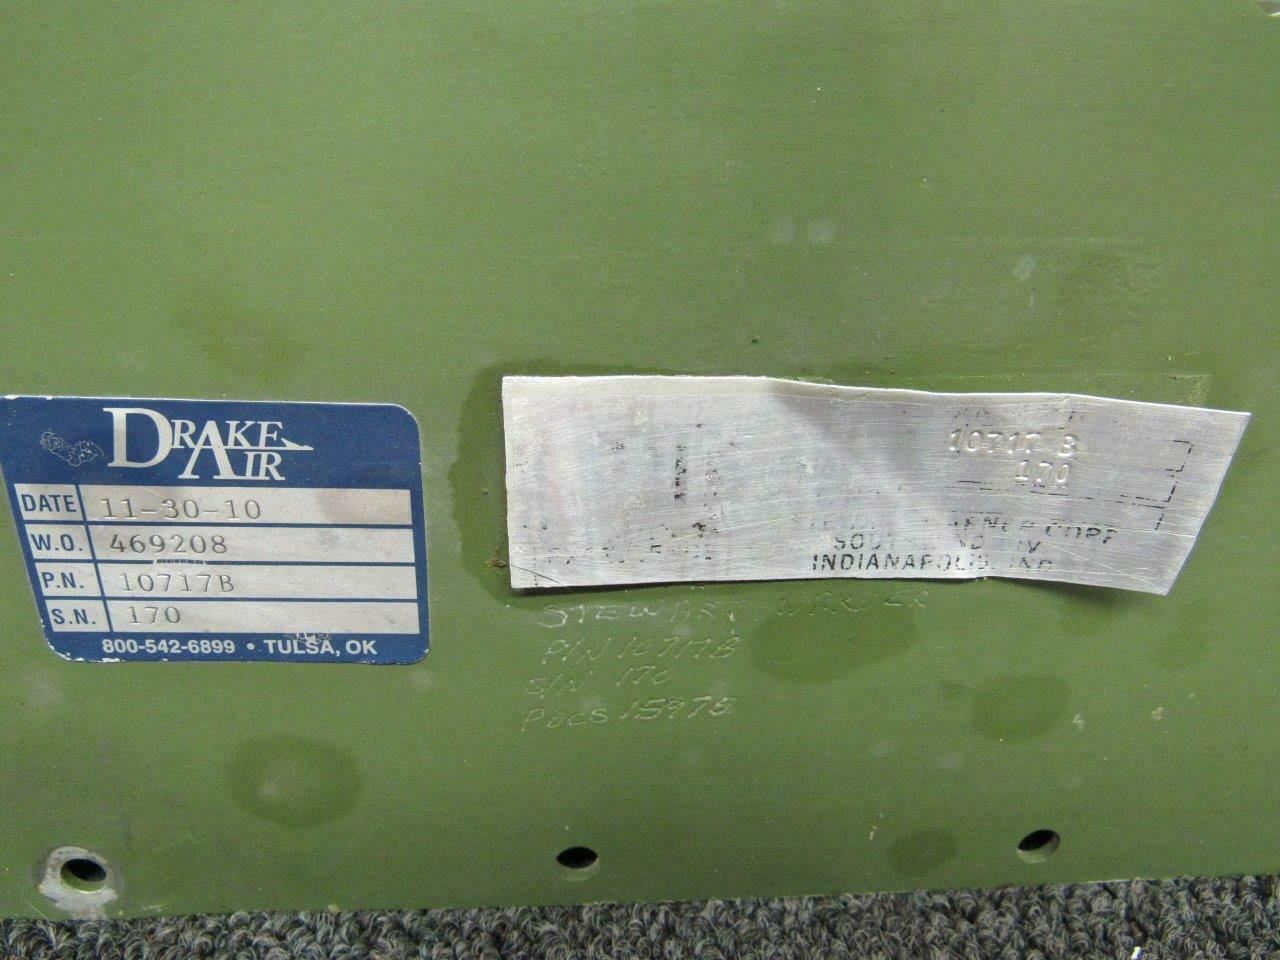 DRAKE
AIR
DATE 11-30-10
W.O. 469208
P.N. 10717B
S.N. 170
800-542-6899 • TULSA, OK
10717 B
170
CORP
INDIANAPOLIS, IND
STEWART WARNER
P/N 10717B
S/N 170